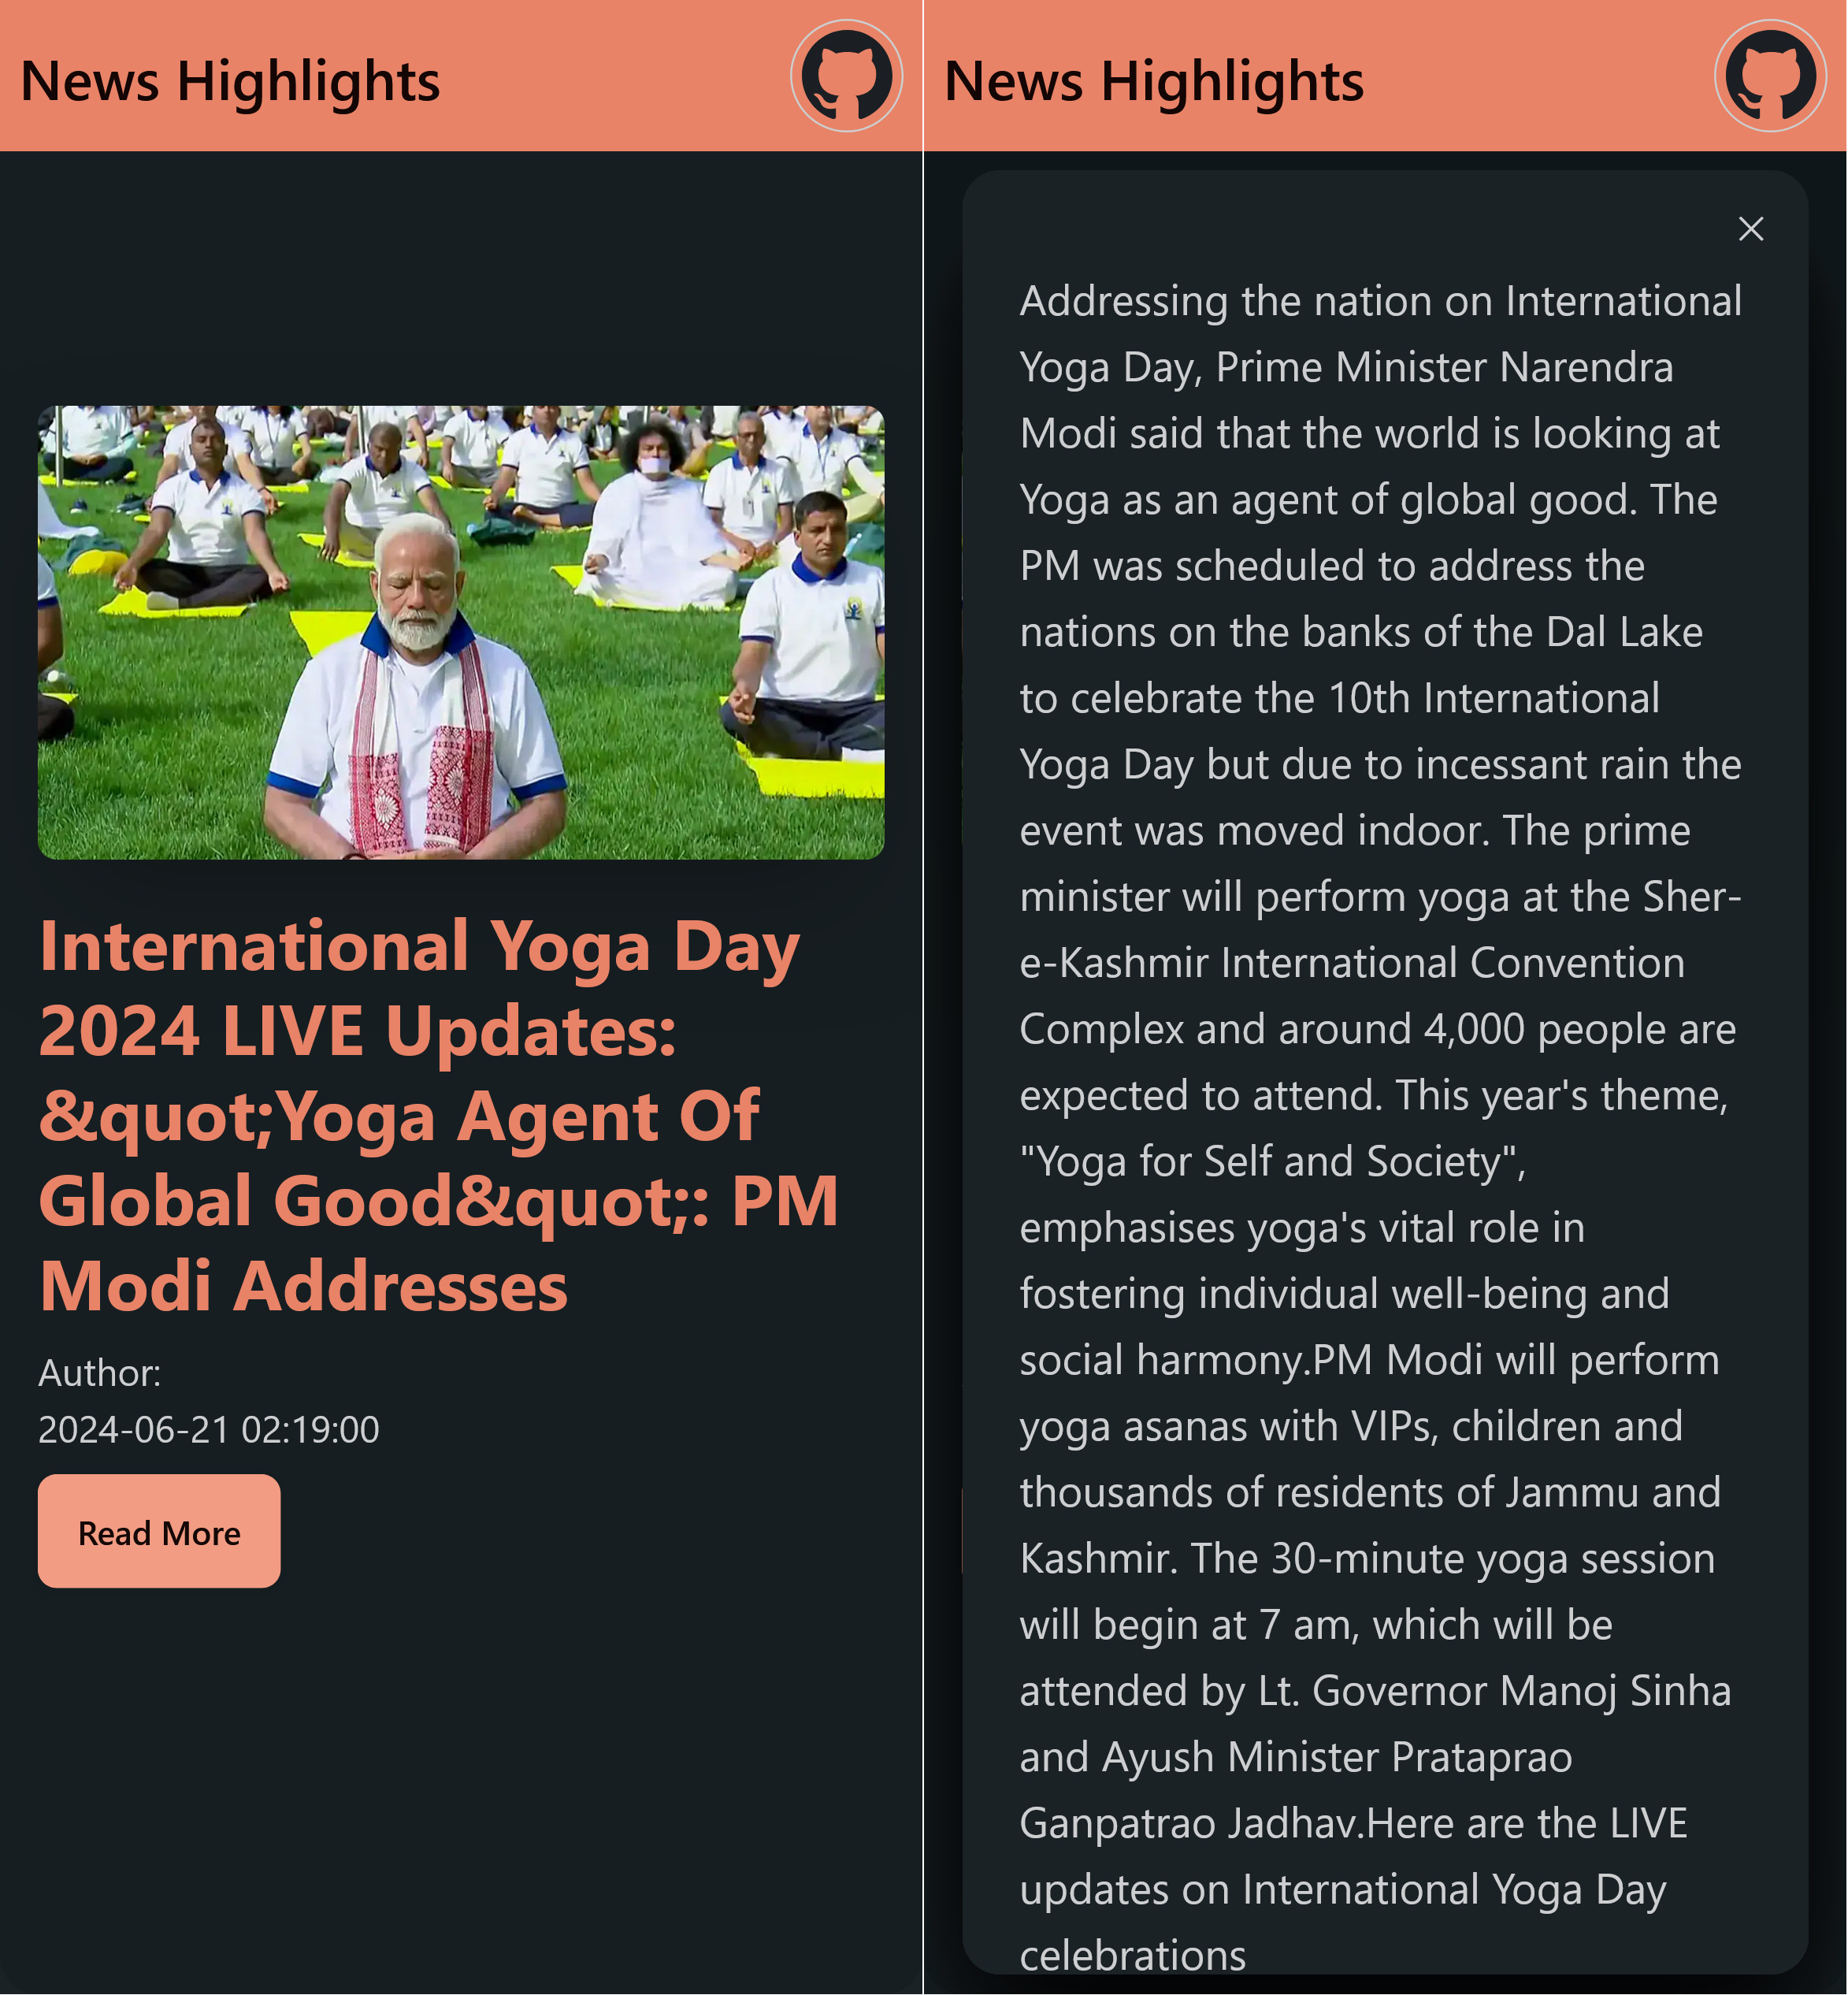 News Highlights
International Yoga Day
2024 LIVE Updates:
&quot;Yoga Agent Of
Global Good&quot;: PM
Modi Addresses
Author:
2024-06-21 02:19:00
Read More
News Highlights
Addressing the nation on International
Yoga Day, Prime Minister Narendra
Modi said that the world is looking at
Yoga as an agent of global good. The
PM was scheduled to address the
nations on the banks of the Dal Lake
to celebrate the 10th International
Yoga Day but due to incessant rain the
event was moved indoor. The prime
minister will perform yoga at the Sher-
e-Kashmir International Convention
Complex and around 4,000 people are
expected to attend. This year's theme,
"Yoga for Self and Society",
emphasises yoga's vital role in
fostering individual well-being and
social harmony.PM Modi will perform
yoga asanas with VIPs, children and
thousands of residents of Jammu and
Kashmir. The 30-minute yoga session
will begin at 7 am, which will be
attended by Lt. Governor Manoj Sinha
and Ayush Minister Prataprao
Ganpatrao Jadhav.Here are the LIVE
updates on International Yoga Day
celebrations